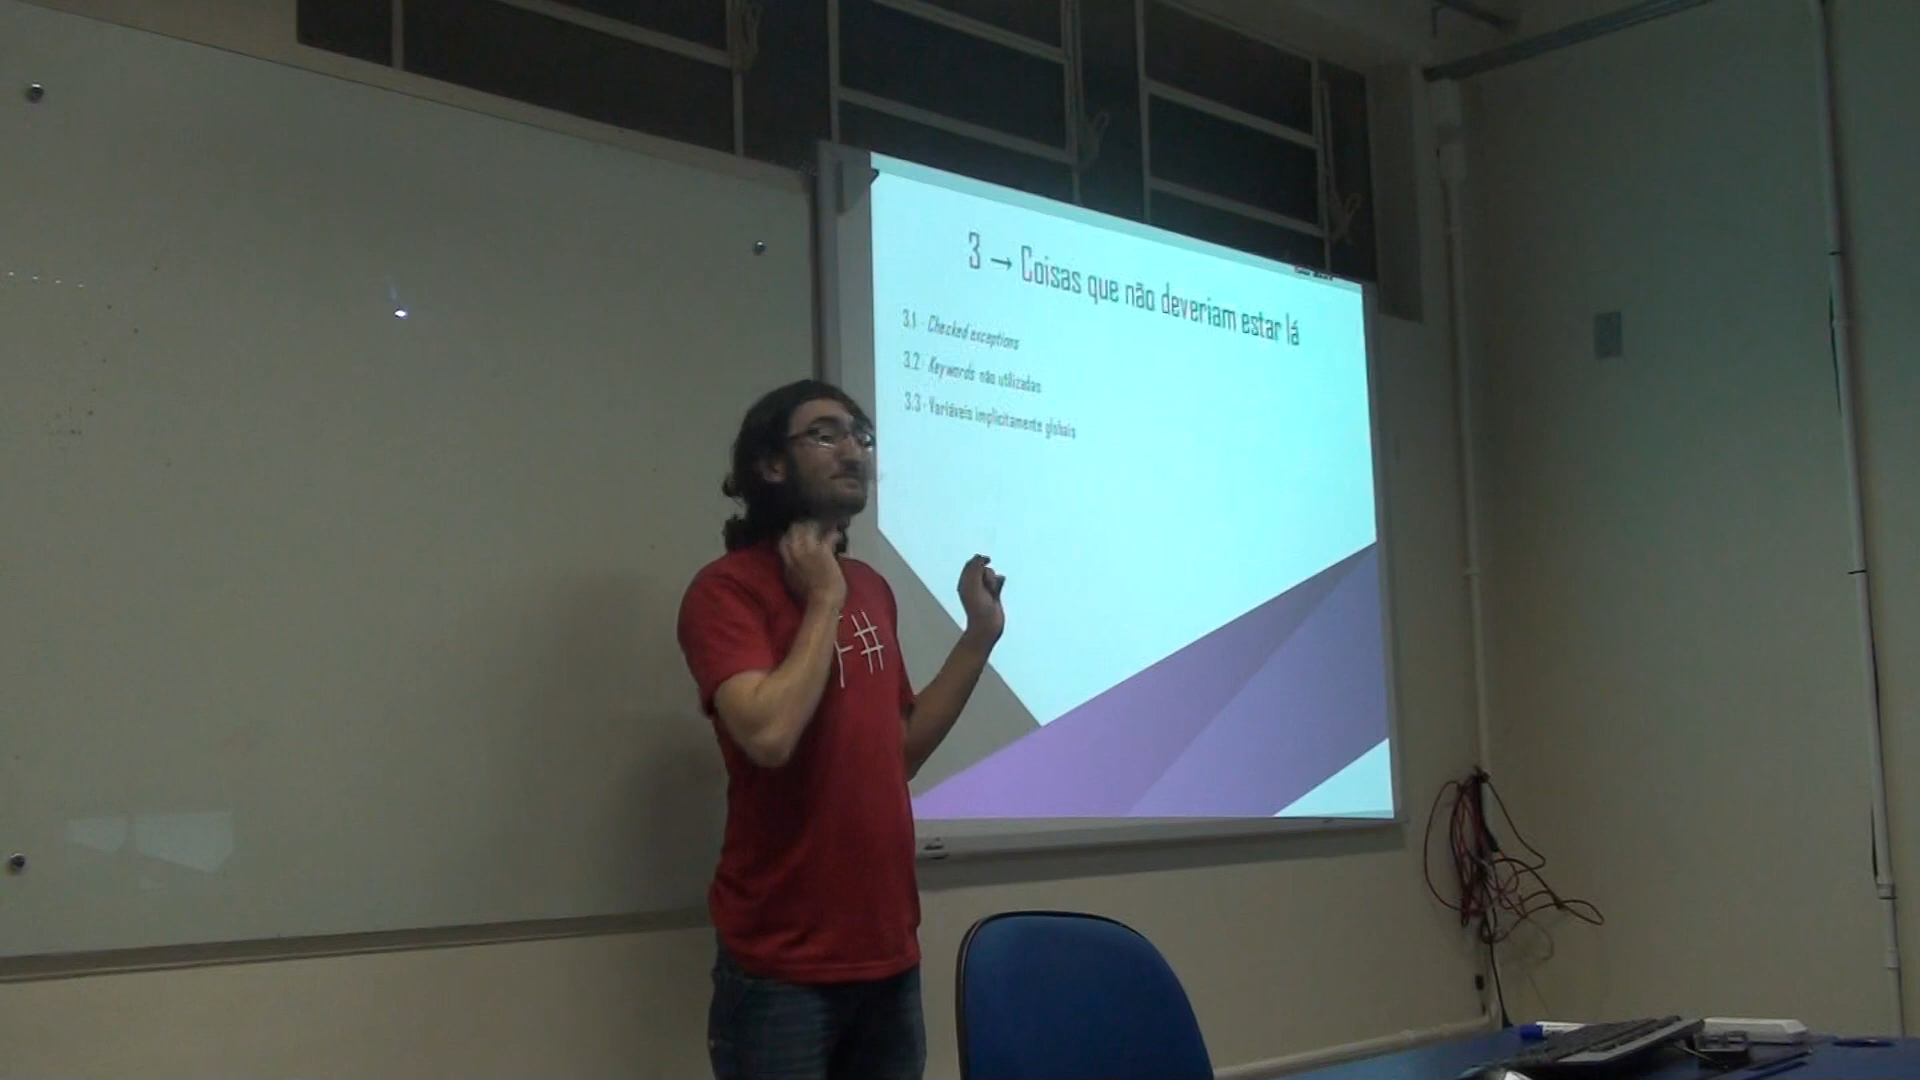 3 → Coisas que não deveriam estar lá
3.1 - Checked exceptions
3.2 - Keywords não utilizadas
3.3 - Variáveis implicitamente globais
F#